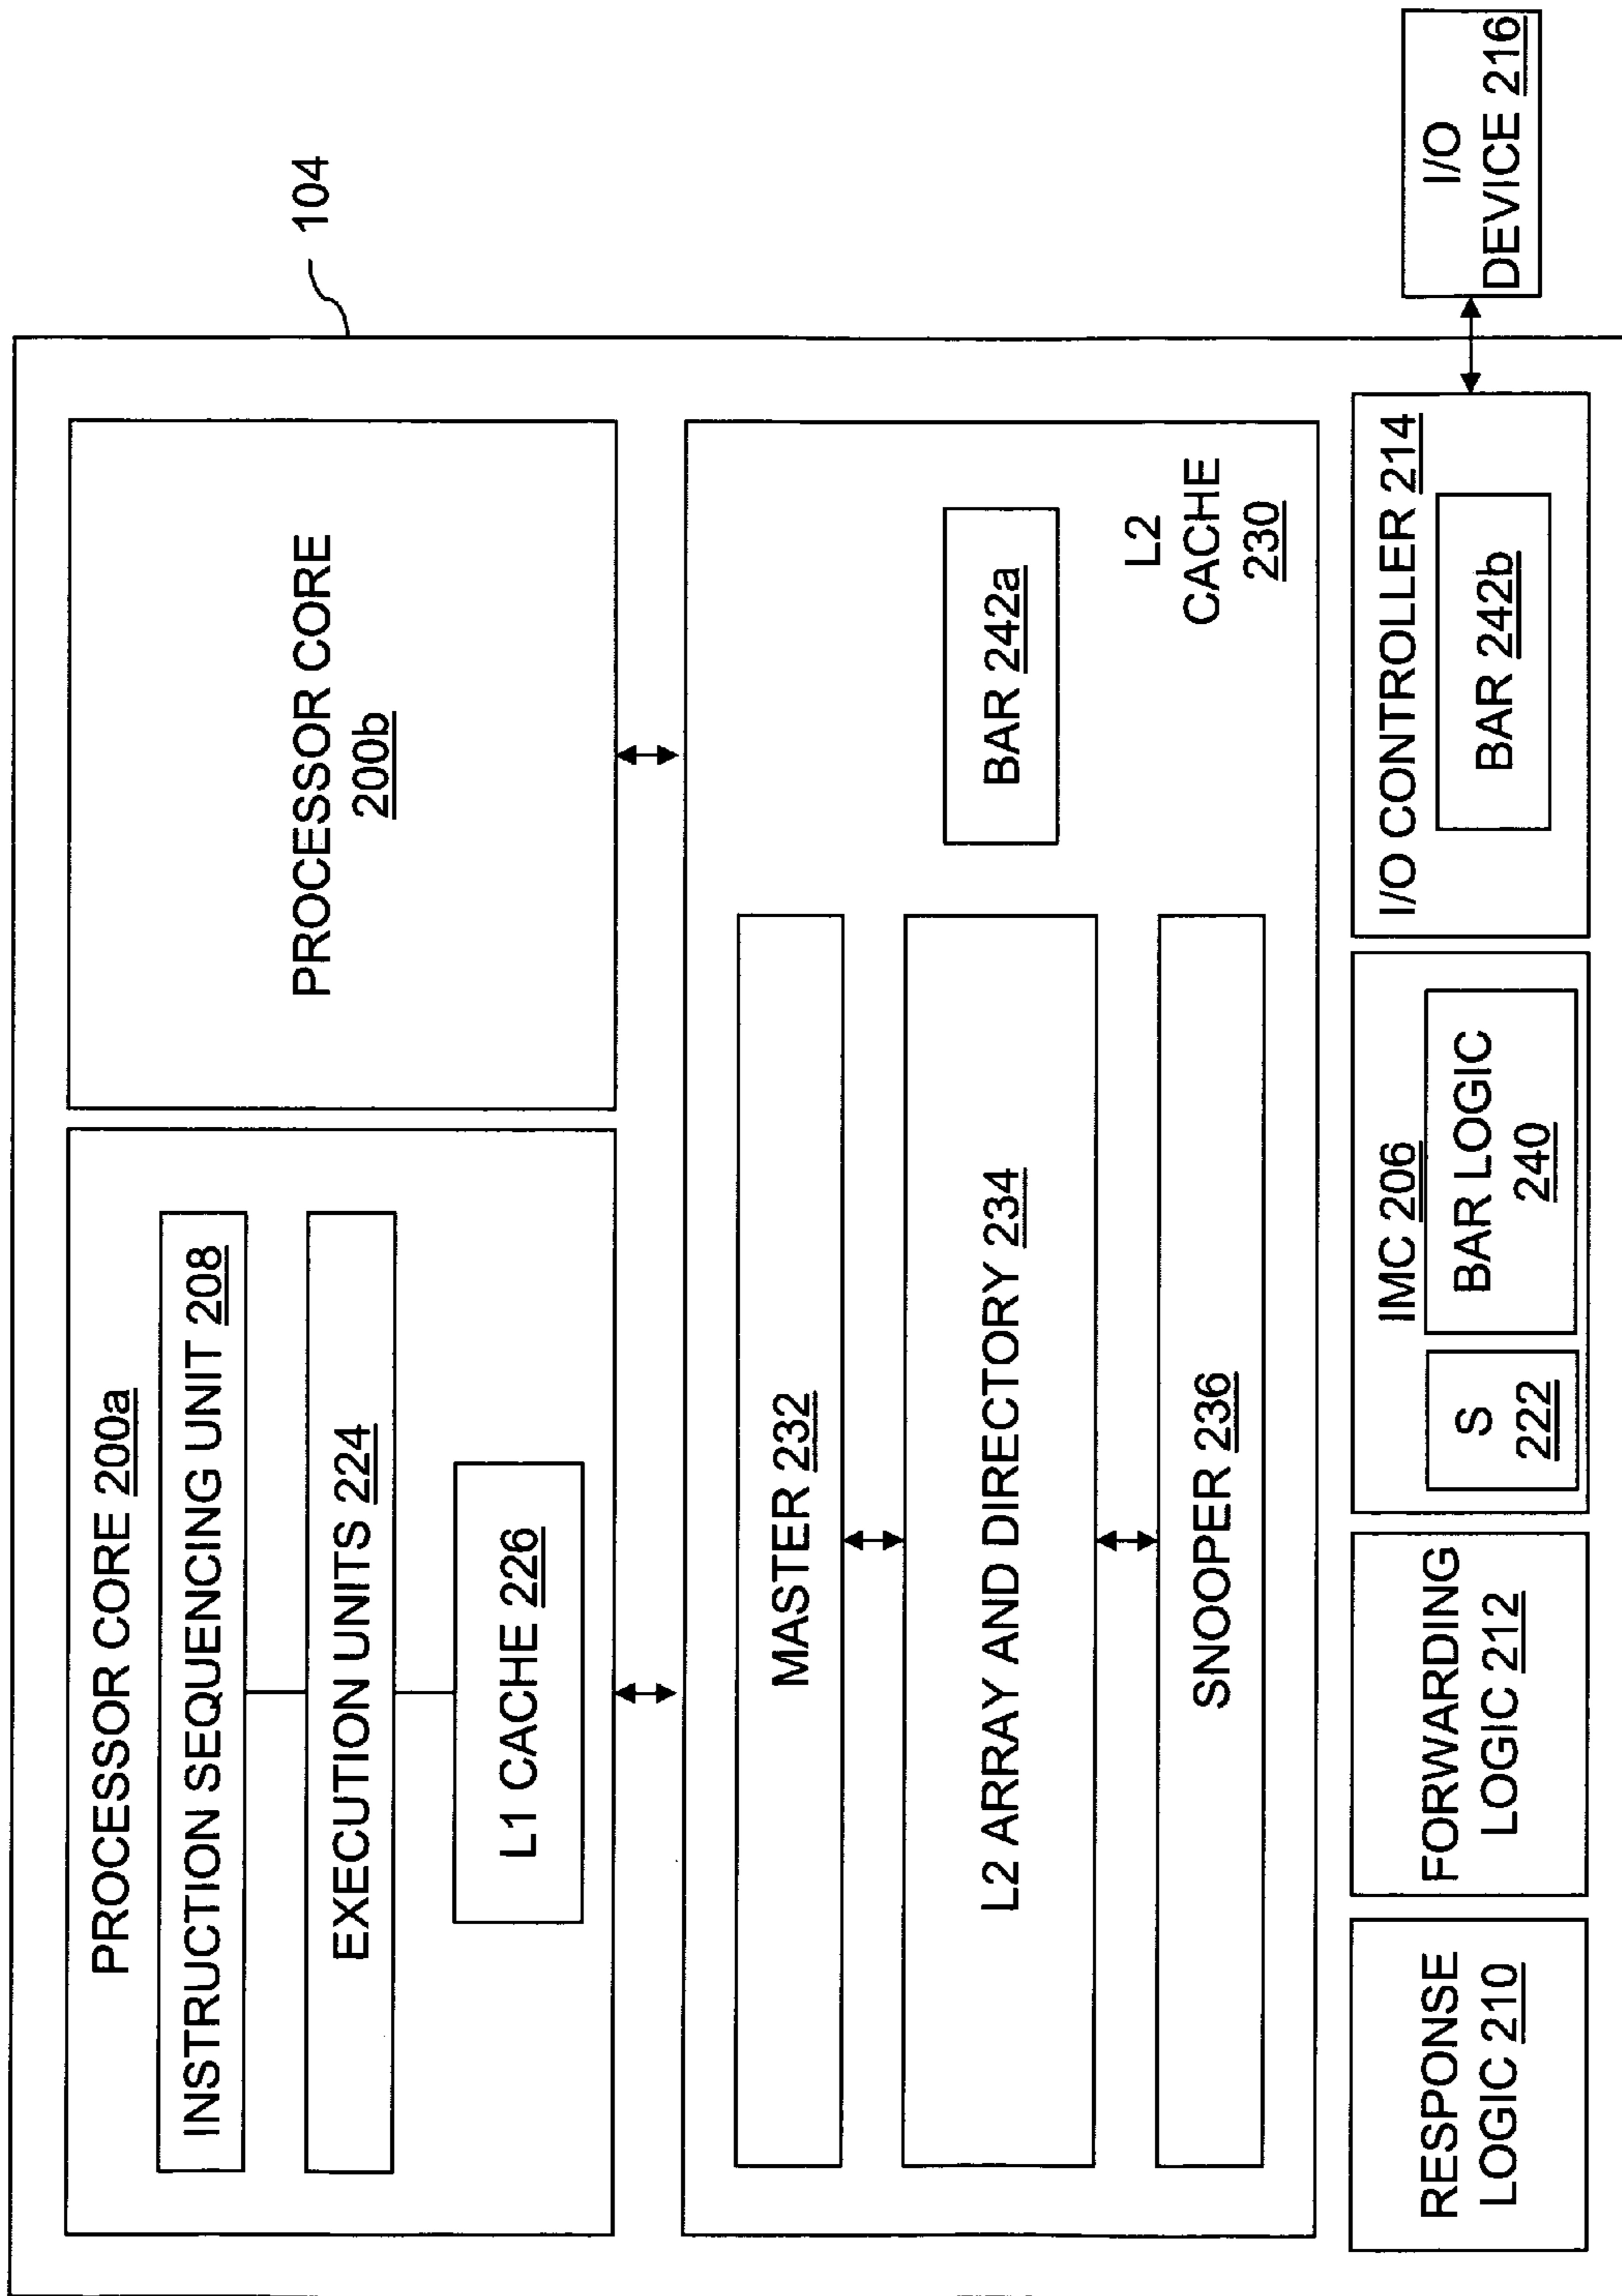 104
PROCESSOR CORE 200a
INSTRUCTION SEQUENCING UNIT 208
EXECUTION UNITS 224
L1 CACHE 226
PROCESSOR CORE
200b
MASTER 232
L2 ARRAY AND DIRECTORY 234
SNOOPER 236
BAR 242a
L2
CACHE
230
RESPONSE
LOGIC 210
FORWARDING
LOGIC 212
IMC 206
S
222
BAR LOGIC
240
I/O CONTROLLER 214
BAR 242b
I/O
DEVICE 216